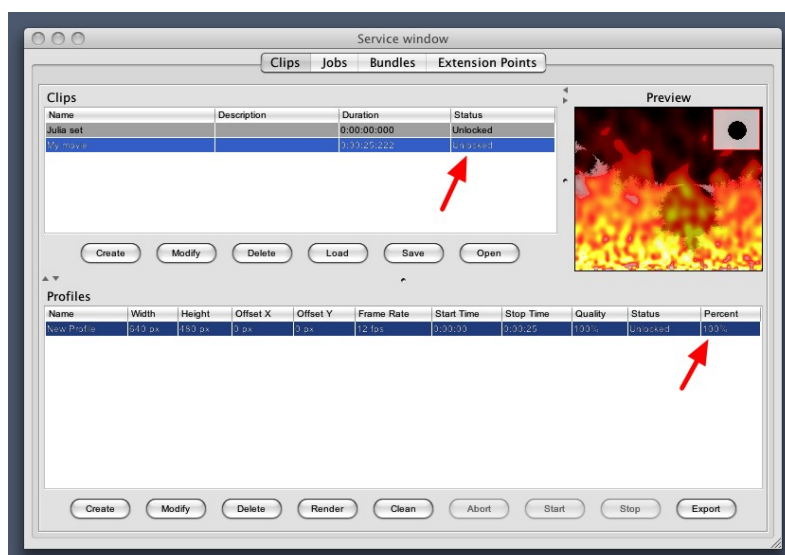 Service window
Clips Jobs Bundles Extension Points
Clips
Preview
Name Description Duration Status
Julia set 0:00:00:000 Unlocked
My movie 0:00:25:222 Unlocked
Create Modify Delete Load Save Open
Profiles
Name Width Height Offset X Offset Y Frame Rate Start Time Stop Time Quality Status Percent
New Profile 640 px 480 px 0 px 0 px 12 fps 0:00:00 0:00:25 100% Unlocked 100%
Create Modify Delete Render Clean Abort Start Stop Export